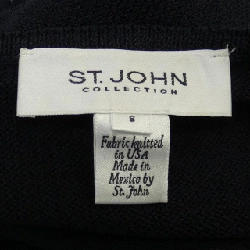 ST. JOHN
COLLECTION
8
Fabric knitted
in USA
Made in
Mexico by
St. John